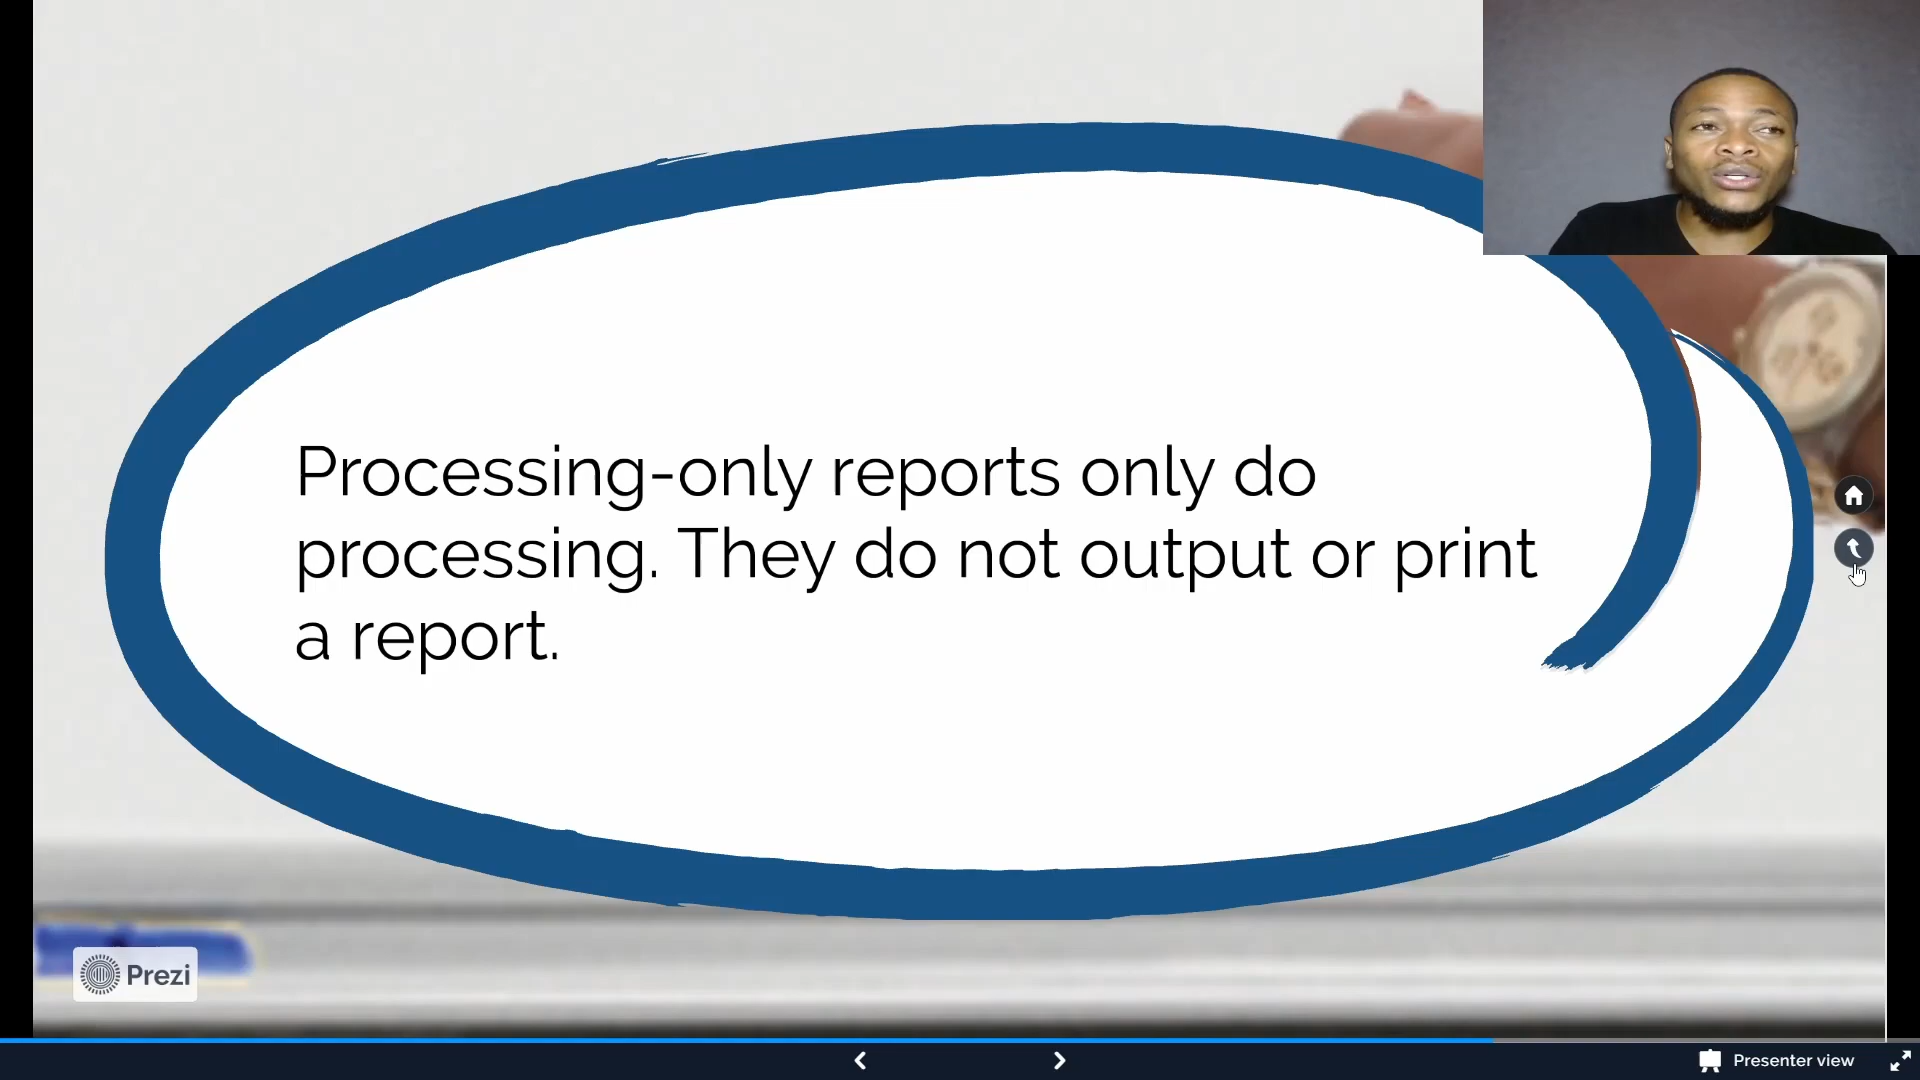 Processing-only reports only do
processing. They do not output or print
a report.
Prezi
Presenter view